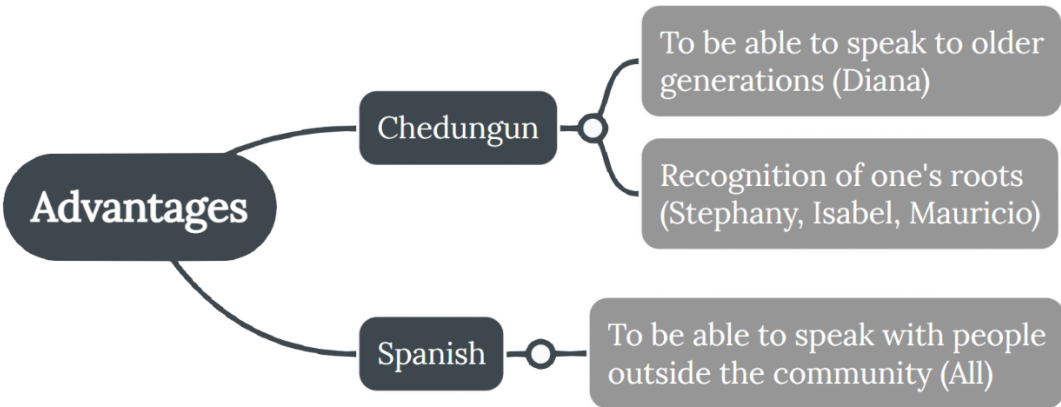 Advantages
Chedungun
To be able to speak to older
generations (Diana)
Recognition of one's roots
(Stephany, Isabel, Mauricio)
Spanish
To be able to speak with people
outside the community (All)